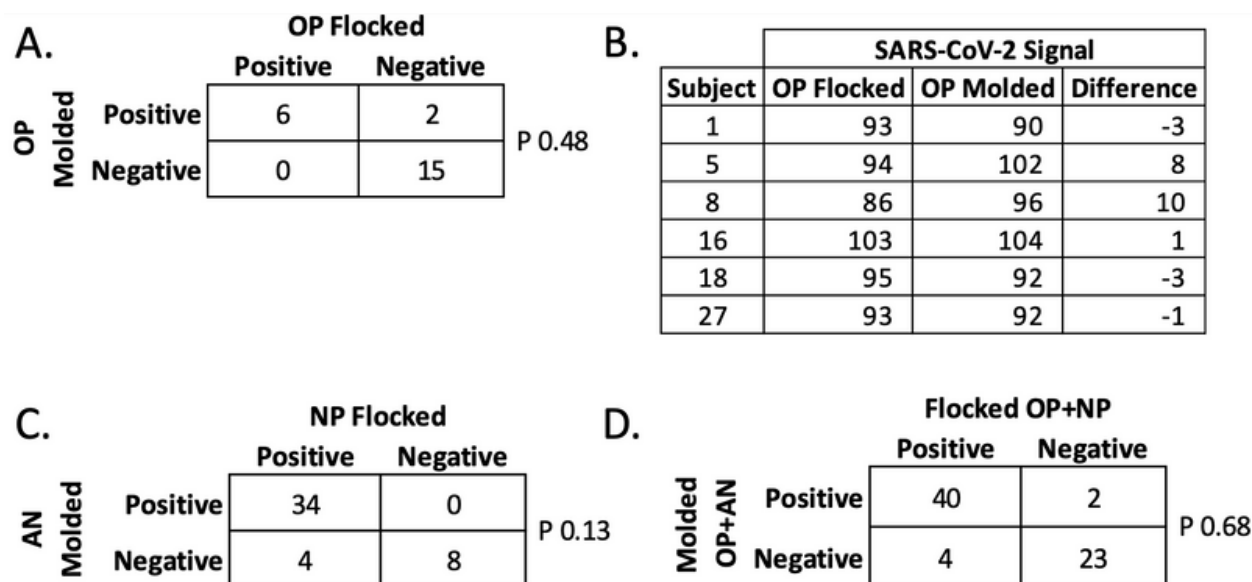 A.
OP Flocked
Positive Negative
OP
Molded
Positive 6 2
Negative 0 15
P 0.48
B.
SARS-CoV-2 Signal
Subject OP Flocked OP Molded Difference
1 93 90 -3
5 94 102 8
8 86 96 10
16 103 104 1
18 95 92 -3
27 93 92 -1
C.
NP Flocked
Positive Negative
AN
Molded
Positive 34 0
Negative 4 8
P 0.13
D.
Flocked OP+NP
Positive Negative
Molded
OP+AN
Positive 40 2
Negative 4 23
P 0.68